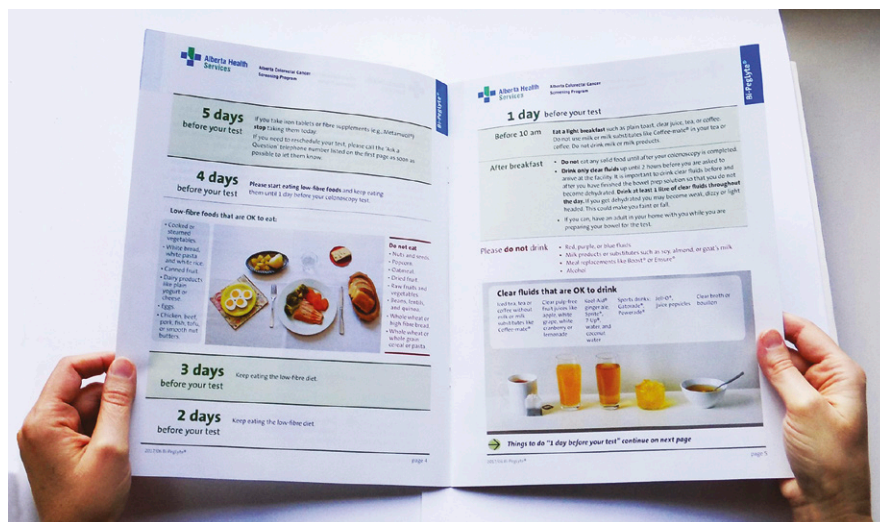 Alberta Health
Services
Alberta Colorectal Cancer
Screening Program
Bi-Peglyte®
5 days
before your test
If you take iron tablets or fibre supplements (e.g., Metamucil®)
stop taking them today
If you need to reschedule your test, please call the 'Ask a
Question' telephone number listed on the first page as soon as
possible to let them know.
4 days
before your test
Please start eating low-fibre foods and keep eating
them until 1 day before your colonoscopy test.
Low-fibre foods that are OK to eat:
• Cooked or
steamed
vegetables
• White bread,
white pasta
and white rice
• Canned fruit
• Dairy products
like plain
yogurt or
cheese
• Eggs
• Chicken, beef,
pork, fish, tofu,
or smooth nut
butters
Do not eat
• Nuts and seeds
• Popcorn
• Oatmeal
• Dried fruit
• Raw fruits and
vegetables
• Beans, lentils,
and quinoa
• Whole wheat or
high fibre bread
• Whole wheat or
whole grain
cereal or pasta
3 days
before your test
Keep eating the low-fibre diet.
2 days
before your test
Keep eating the low-fibre diet.
Bi-Peglyte®
page 4
Alberta Health
Services
Alberta Colorectal Cancer
Screening Program
Bi-Peglyte®
1 day before your test
Before 10 am
Eat a light breakfast such as plain toast, clear juice, tea, or coffee.
Do not use milk or milk substitutes like Coffee-mate® in your tea or
coffee. Do not drink milk or milk products
After breakfast
• Do not eat any solid food until after your colonoscopy is completed.
• Drink only clear fluids up until 2 hours before you are asked to
arrive at the facility. It is important to drink clear fluids before and
after you have finished the bowel prep solution so that you do not
become dehydrated. Drink at least 1 litre of clear fluids throughout
the day. If you get dehydrated you may become weak, dizzy or light
headed. This could make you faint or fall.
• If you can, have an adult in your home with you while you are
preparing your bowel for the test.
Please do not drink
• Red, purple, or blue fluids
• Milk products or substitutes such as soy, almond, or goat's milk
• Meal replacements like Boost® or Ensure®
• Alcohol
Clear fluids that are OK to drink
Iced tea, tea or
coffee without
milk or milk
substitutes like
Coffee-mate®
Clear pulp-free
fruit juices like
apple, white
grape, white
cranberry or
lemonade
Kool-Aid®
ginger ale,
Sprite®,
7-Up®,
water, and
coconut
water
Sports drinks:
Gatorade®,
Powerade®
Jell-O®,
Juice popsicles
Clear broth or
bouillon
Things to do "1 day before your test" continue on next page
Bi-Peglyte®
page 5